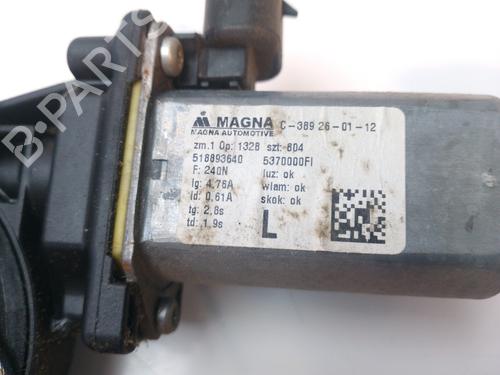 MAGNA C-389 26-01-12
MAGNA AUTOMOTIVE
zm.1 Op: 1328 szt: 604
518893640 5370000FI
F: 240N luz: ok
Ig: 4,76A wlam: ok
Id: 0,61A skok: ok
tg: 2,8s
td: 1,9s
L